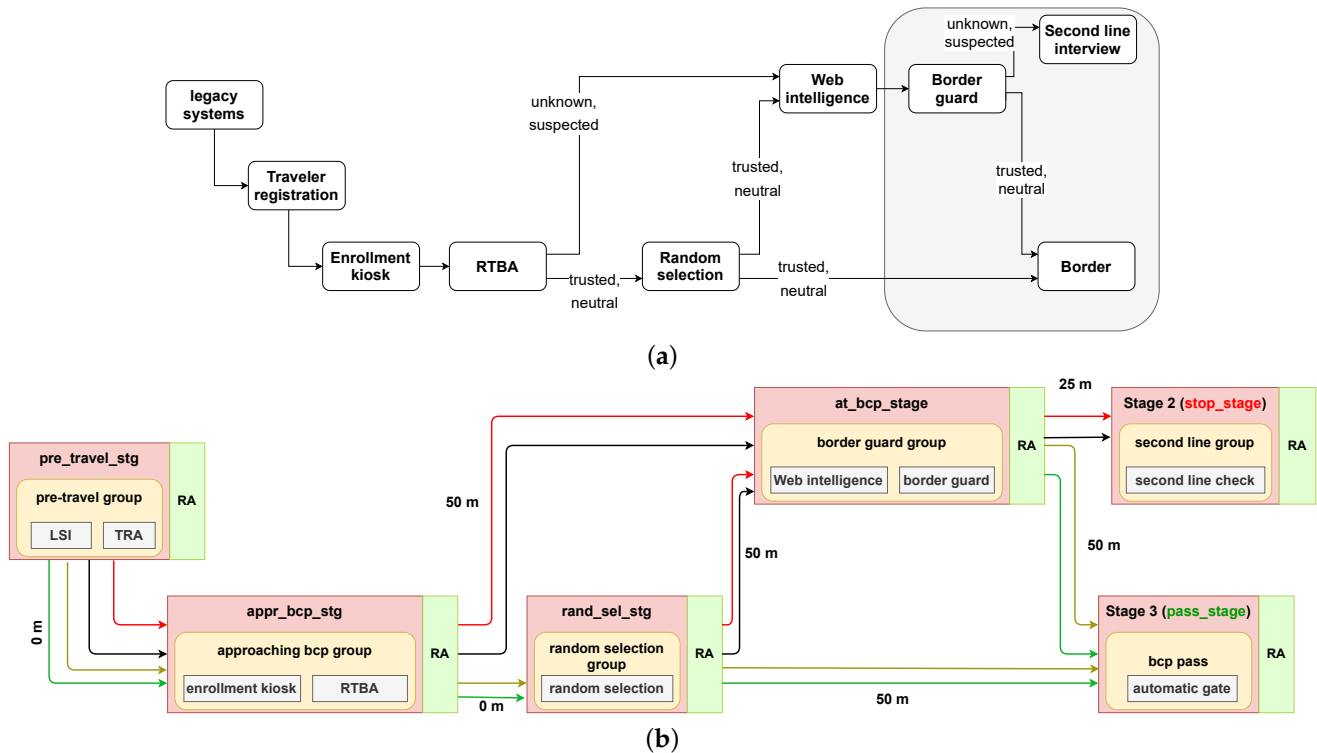 legacy
systems
Traveler
registration
Enrollment
kiosk
RTBA
unknown,
suspected
trusted,
neutral
Random
selection
trusted,
neutral
trusted,
neutral
Web
intelligence
Border
guard
unknown,
suspected
Second line
interview
trusted,
neutral
Border
(a)
pre_travel_stg
pre-travel group
LSI
TRA
RA
0 m
appr_bcp_stg
approaching bcp group
enrollment kiosk
RTBA
RA
50 m
0 m
rand_sel_stg
random selection
group
random selection
RA
50 m
50 m
at_bcp_stage
border guard group
Web intelligence
border guard
RA
25 m
50 m
Stage 2 (stop_stage)
second line group
second line check
RA
Stage 3 (pass_stage)
bcp pass
automatic gate
RA
(b)